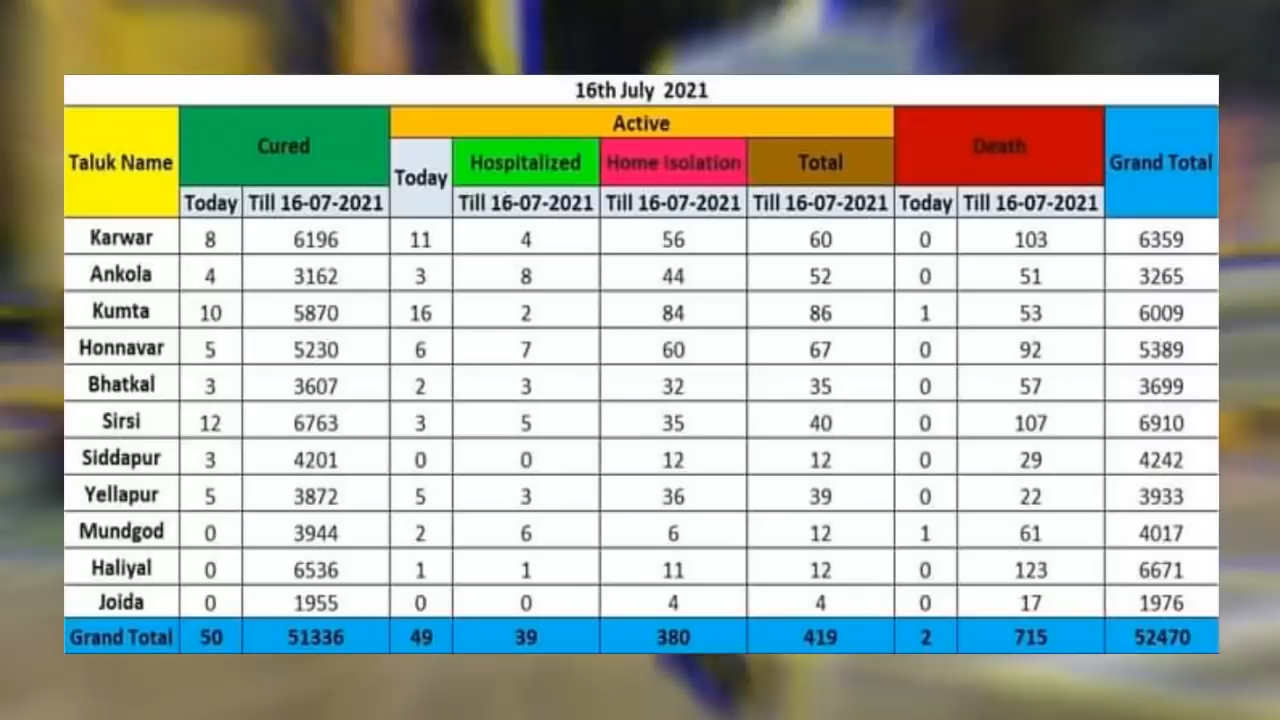 16th July 2021
Taluk Name Cured Active Death Grand Total
Today Hospitalized Home Isolation Total
Today Till 16-07-2021 Till 16-07-2021 Till 16-07-2021 Till 16-07-2021 Today Till 16-07-2021
Karwar 8 6196 11 4 56 60 0 103 6359
Ankola 4 3162 3 8 44 52 0 51 3265
Kumta 10 5870 16 2 84 86 1 53 6009
Honnavar 5 5230 6 7 60 67 0 92 5389
Bhatkal 3 3607 2 3 32 35 0 57 3699
Sirsi 12 6763 3 5 35 40 0 107 6910
Siddapur 3 4201 0 0 12 12 0 29 4242
Yellapur 5 3872 5 3 36 39 0 22 3933
Mundgod 0 3944 2 6 6 12 1 61 4017
Haliyal 0 6536 1 1 11 12 0 123 6671
Joida 0 1955 0 0 4 4 0 17 1976
Grand Total 50 51336 49 39 380 419 2 715 52470